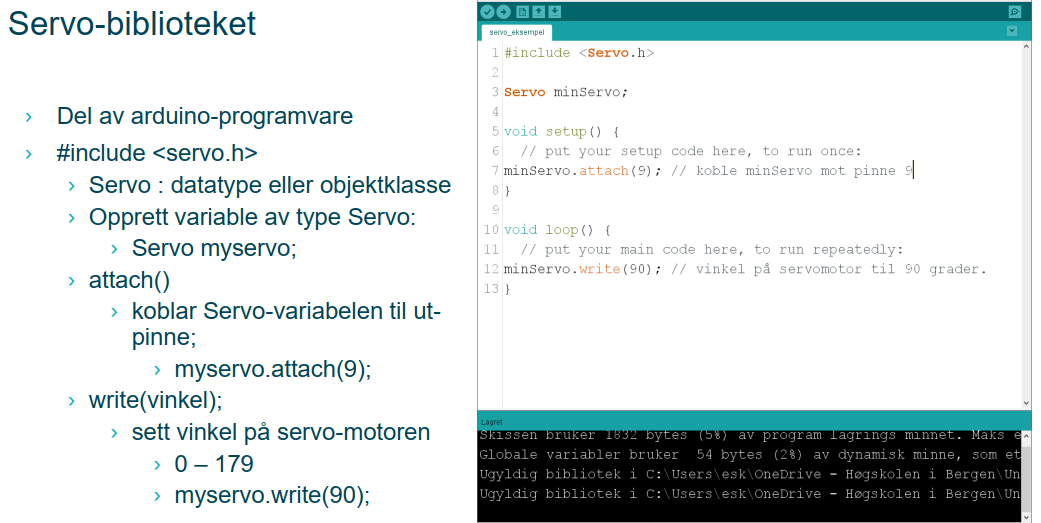 Servo-biblioteket
› Del av arduino-programvare
› #include <servo.h>
› Servo : datatype eller objektklasse
› Opprett variable av type Servo:
› Servo myservo;
› attach()
› koblar Servo-variabelen til ut-
pinne;
› myservo.attach(9);
› write(vinkel);
› sett vinkel på servo-motoren
› 0 – 179
› myservo.write(90);
servo_eksempel
1 #include <Servo.h>
2
3 Servo minServo;
4
5 void setup() {
6 // put your setup code here, to run once:
7 minServo.attach(9); // koble minServo mot pinne 9
8 }
9
10 void loop() {
11 // put your main code here, to run repeatedly:
12 minServo.write(90); // vinkel på servomotor til 90 grader.
13 }
Lagret
Skissen bruker 1832 bytes (5%) av program lagrings minnet. Maks e
Globale variabler bruker 54 bytes (2%) av dynamisk minne, som et
Ugyldig bibliotek i C:\Users\esk\OneDrive - Høgskolen i Bergen\Un
Ugyldig bibliotek i C:\Users\esk\OneDrive - Høgskolen i Bergen\Un